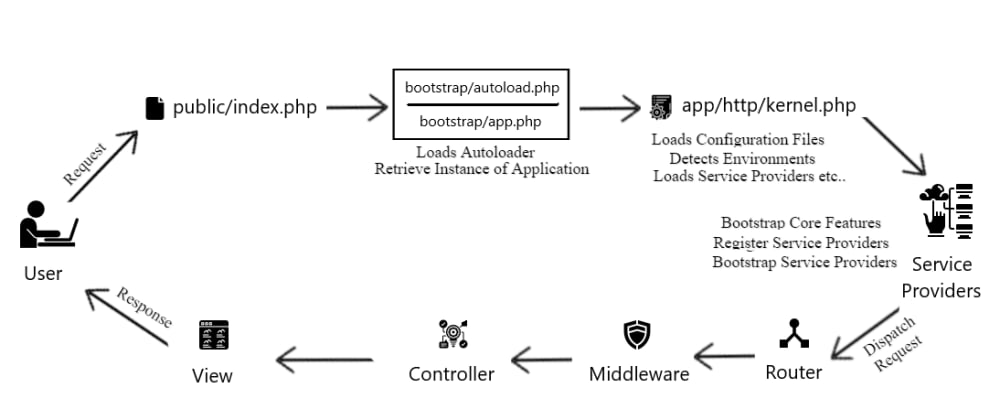 public/index.php
bootstrap/autoload.php
bootstrap/app.php
Loads Autoloader
Retrieve Instance of Application
app/http/kernel.php
Loads Configuration Files
Detects Environments
Loads Service Providers etc..
Request
User
Bootstrap Core Features
Register Service Providers
Bootstrap Service Providers
Service
Providers
Dispatch
Request
Router
Middleware
Controller
View
Response